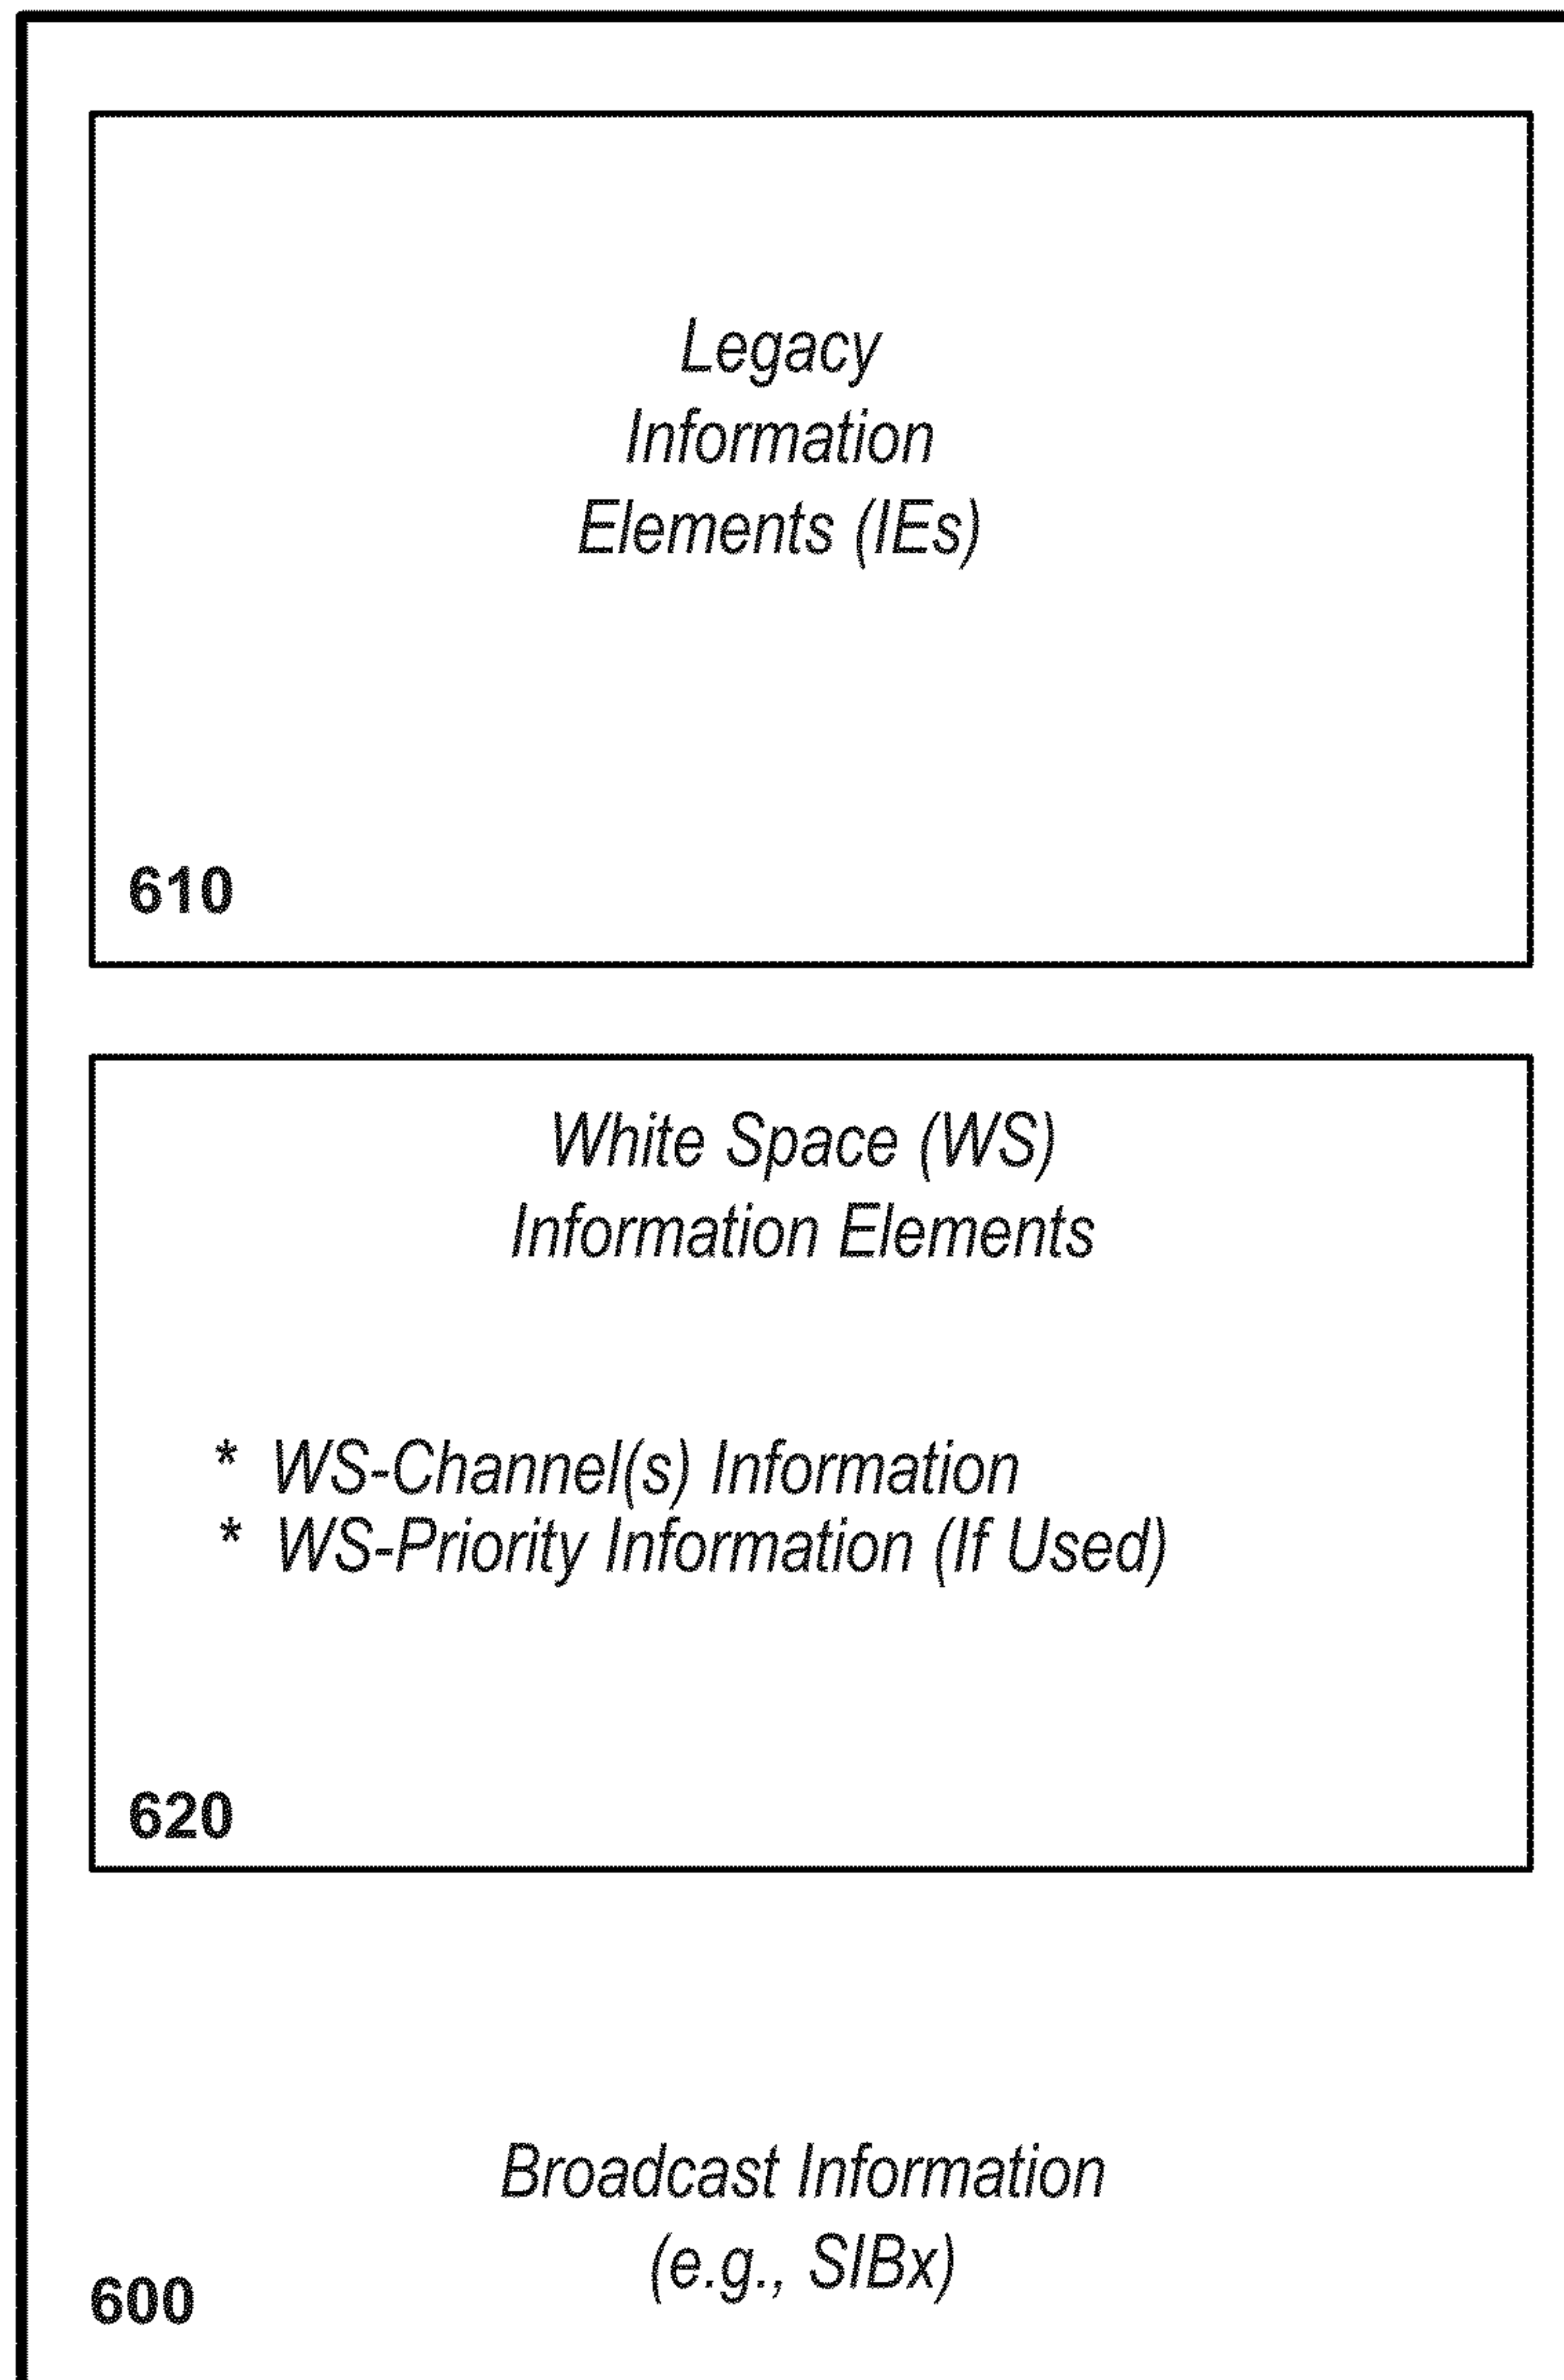 Legacy
Information
Elements (IEs)
610
White Space (WS)
Information Elements
* WS-Channel(s) Information
* WS-Priority Information (If Used)
620
Broadcast Information
(e.g., SIBx)
600